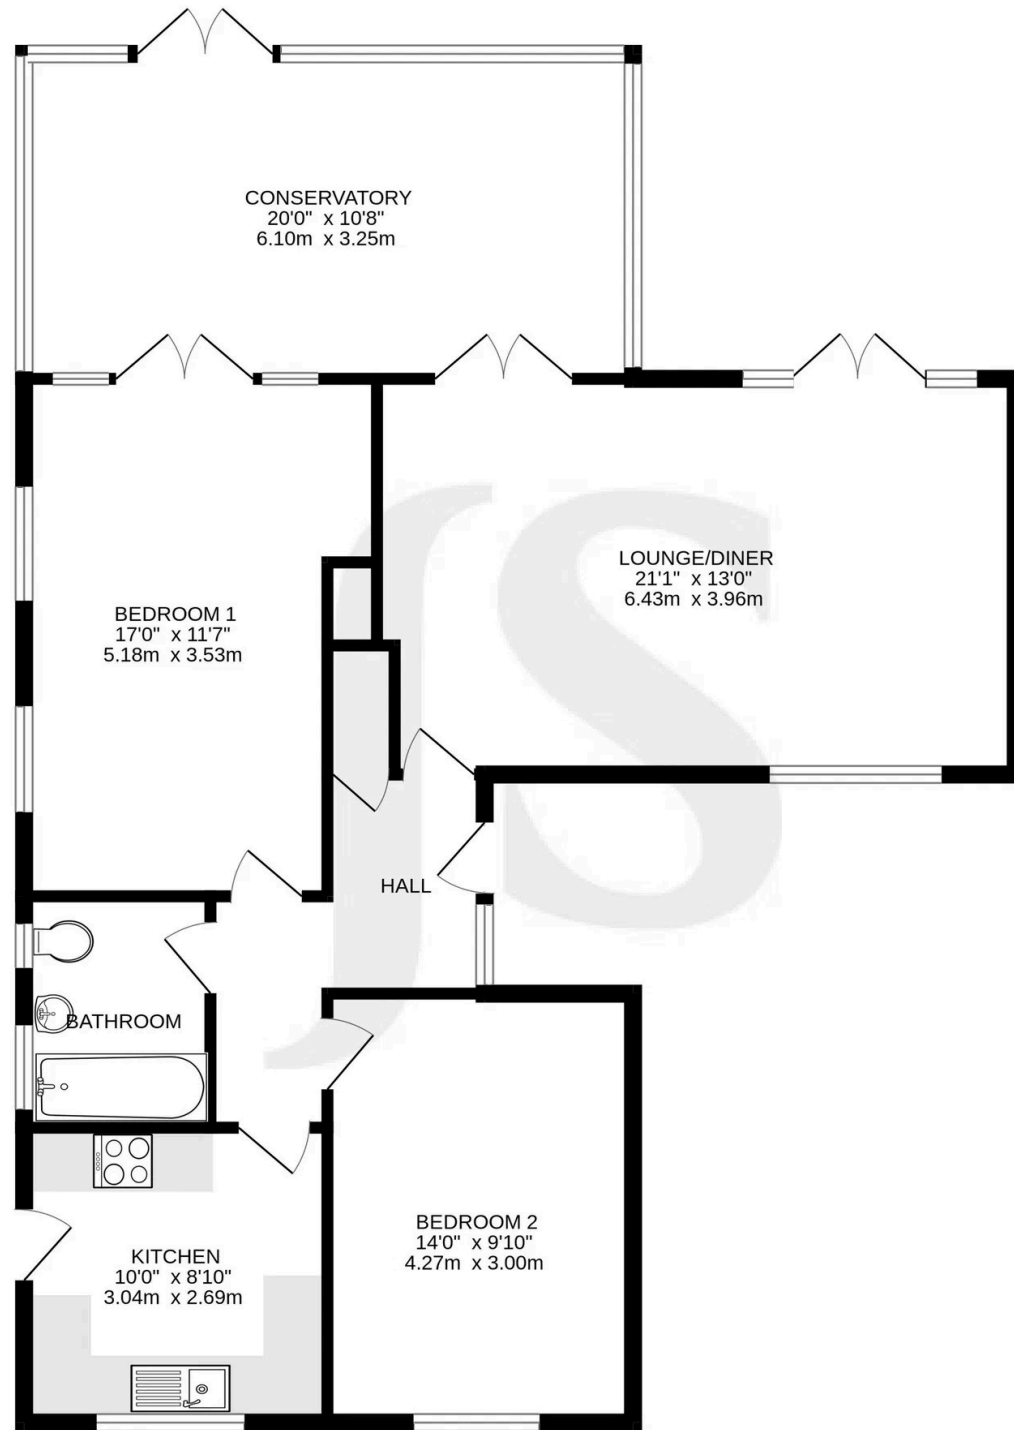 CONSERVATORY
20'0" x 10'8"
6.10m x 3.25m
LOUNGE/DINER
21'1" x 13'0"
6.43m x 3.96m
BEDROOM 1
17'0" x 11'7"
5.18m x 3.53m
JS
HALL
BATHROOM
BEDROOM 2
14'0" x 9'10"
4.27m x 3.00m
KITCHEN
10'0" x 8'10"
3.04m x 2.69m